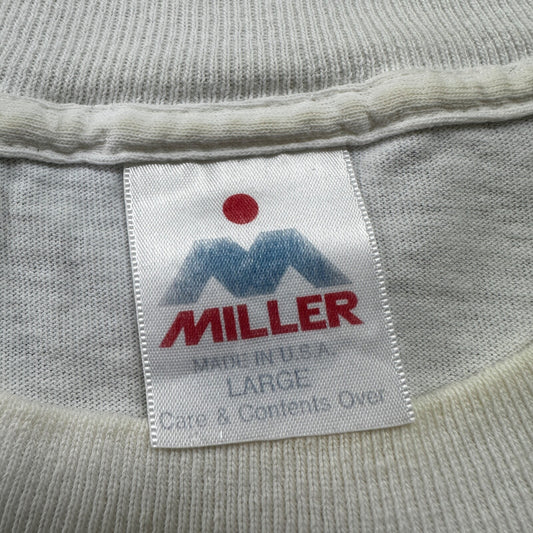 MILLER
MADE IN U.S.A.
LARGE
Care & Contents Over